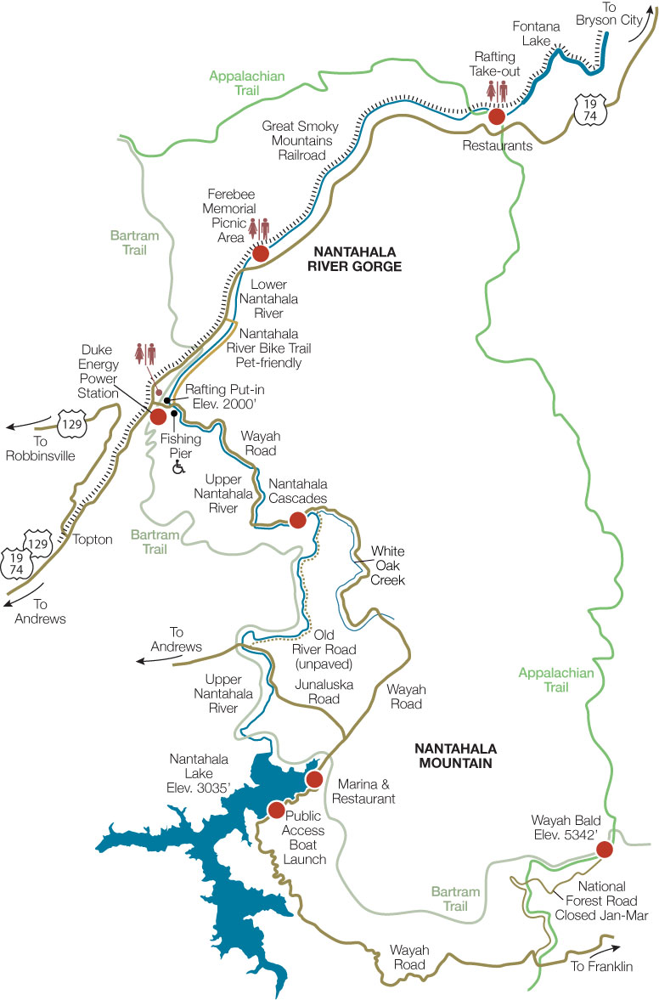 To
Bryson City
Fontana
Lake
Rafting
Take-out
Appalachian
Trail
19
74
Great Smoky
Mountains
Railroad
Restaurants
Ferebee
Memorial
Picnic
Area
Bartram
Trail
NANTAHALA
RIVER GORGE
Lower
Nantahala
River
Nantahala
River Bike Trail
Pet-friendly
Duke
Energy
Power
Station
Rafting Put-in
Elev. 2000'
129
To
Robbinsville
Fishing
Pier
Wayah
Road
Upper
Nantahala
River
Nantahala
Cascades
Bartram
Trail
129
19
74
Topton
To
Andrews
White
Oak
Creek
To
Andrews
Old
River Road
(unpaved)
Upper
Nantahala
River
Junaluska
Road
Wayah
Road
Appalachian
Trail
NANTAHALA
MOUNTAIN
Nantahala
Lake
Elev. 3035'
Marina &
Restaurant
Public
Access
Boat
Launch
Wayah Bald
Elev. 5342'
National
Forest Road
Closed Jan-Mar
Bartram
Trail
Wayah
Road
To Franklin